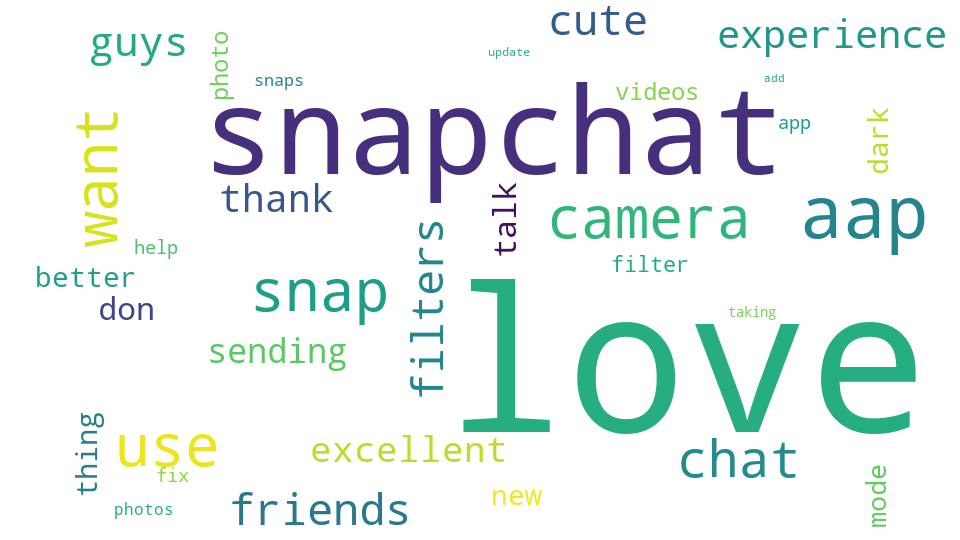 cute
guys
experience
photo
update
snaps
add
videos
snapchat
app
want
dark
thank
talk
camera
aap
help
filters
filter
better
snap
don
taking
love
sending
thing
use
excellent
chat
fix
mode
new
photos
friends